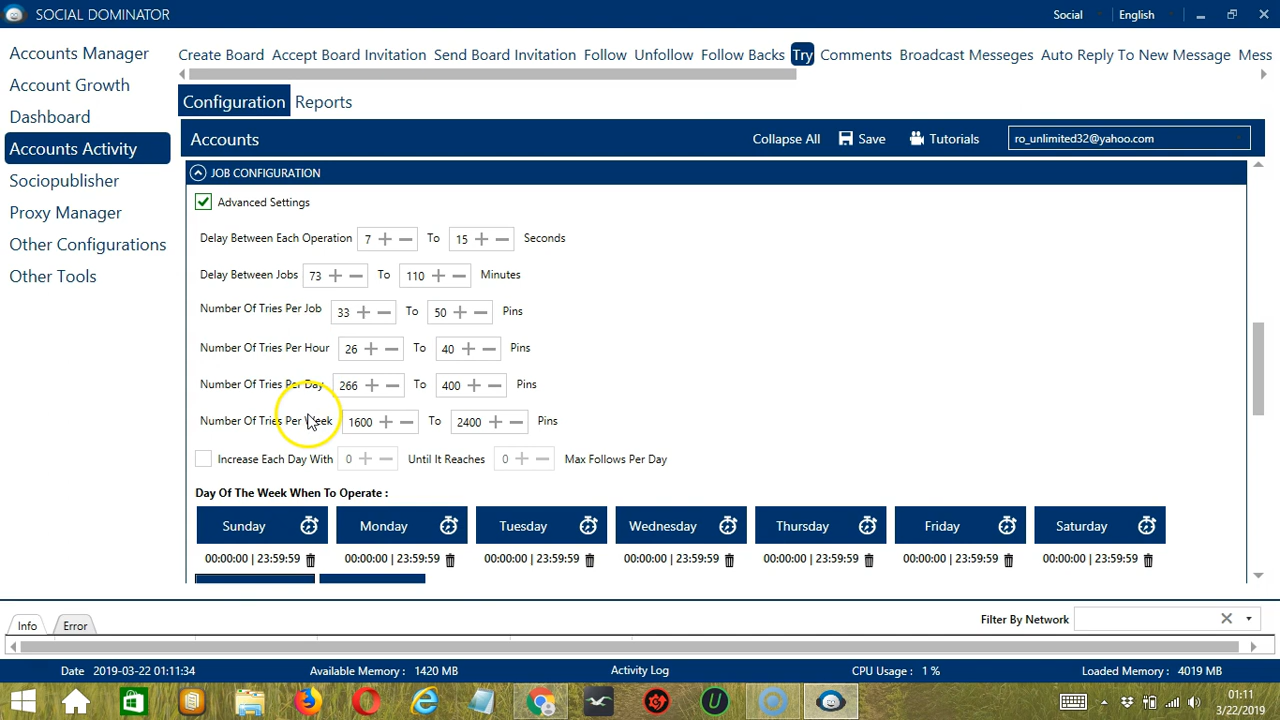 SOCIAL DOMINATOR
Social
English
Accounts Manager
Account Growth
Dashboard
Accounts Activity
Sociopublisher
Proxy Manager
Other Configurations
Other Tools
Create Board Accept Board Invitation Send Board Invitation Follow Unfollow Follow Backs Try Comments Broadcast Messeges Auto Reply To New Message Mess
Configuration Reports
Accounts Collapse All Save Tutorials ro_unlimited32@yahoo.com
JOB CONFIGURATION
Advanced Settings
Delay Between Each Operation 7 To 15 Seconds
Delay Between Jobs 73 To 110 Minutes
Number Of Tries Per Job 33 To 50 Pins
Number Of Tries Per Hour 26 To 40 Pins
Number Of Tries Per Day 266 To 400 Pins
Number Of Tries Per Week 1600 To 2400 Pins
Increase Each Day With 0 Until It Reaches 0 Max Follows Per Day
Day Of The Week When To Operate :
Sunday Monday Tuesday Wednesday Thursday Friday Saturday
00:00:00 | 23:59:59 00:00:00 | 23:59:59 00:00:00 | 23:59:59 00:00:00 | 23:59:59 00:00:00 | 23:59:59 00:00:00 | 23:59:59 00:00:00 | 23:59:59
Info Error Filter By Network
Date : 2019-03-22 01:11:34 Available Memory : 1420 MB Activity Log CPU Usage : 1 % Loaded Memory : 4019 MB
01:11
3/22/2019